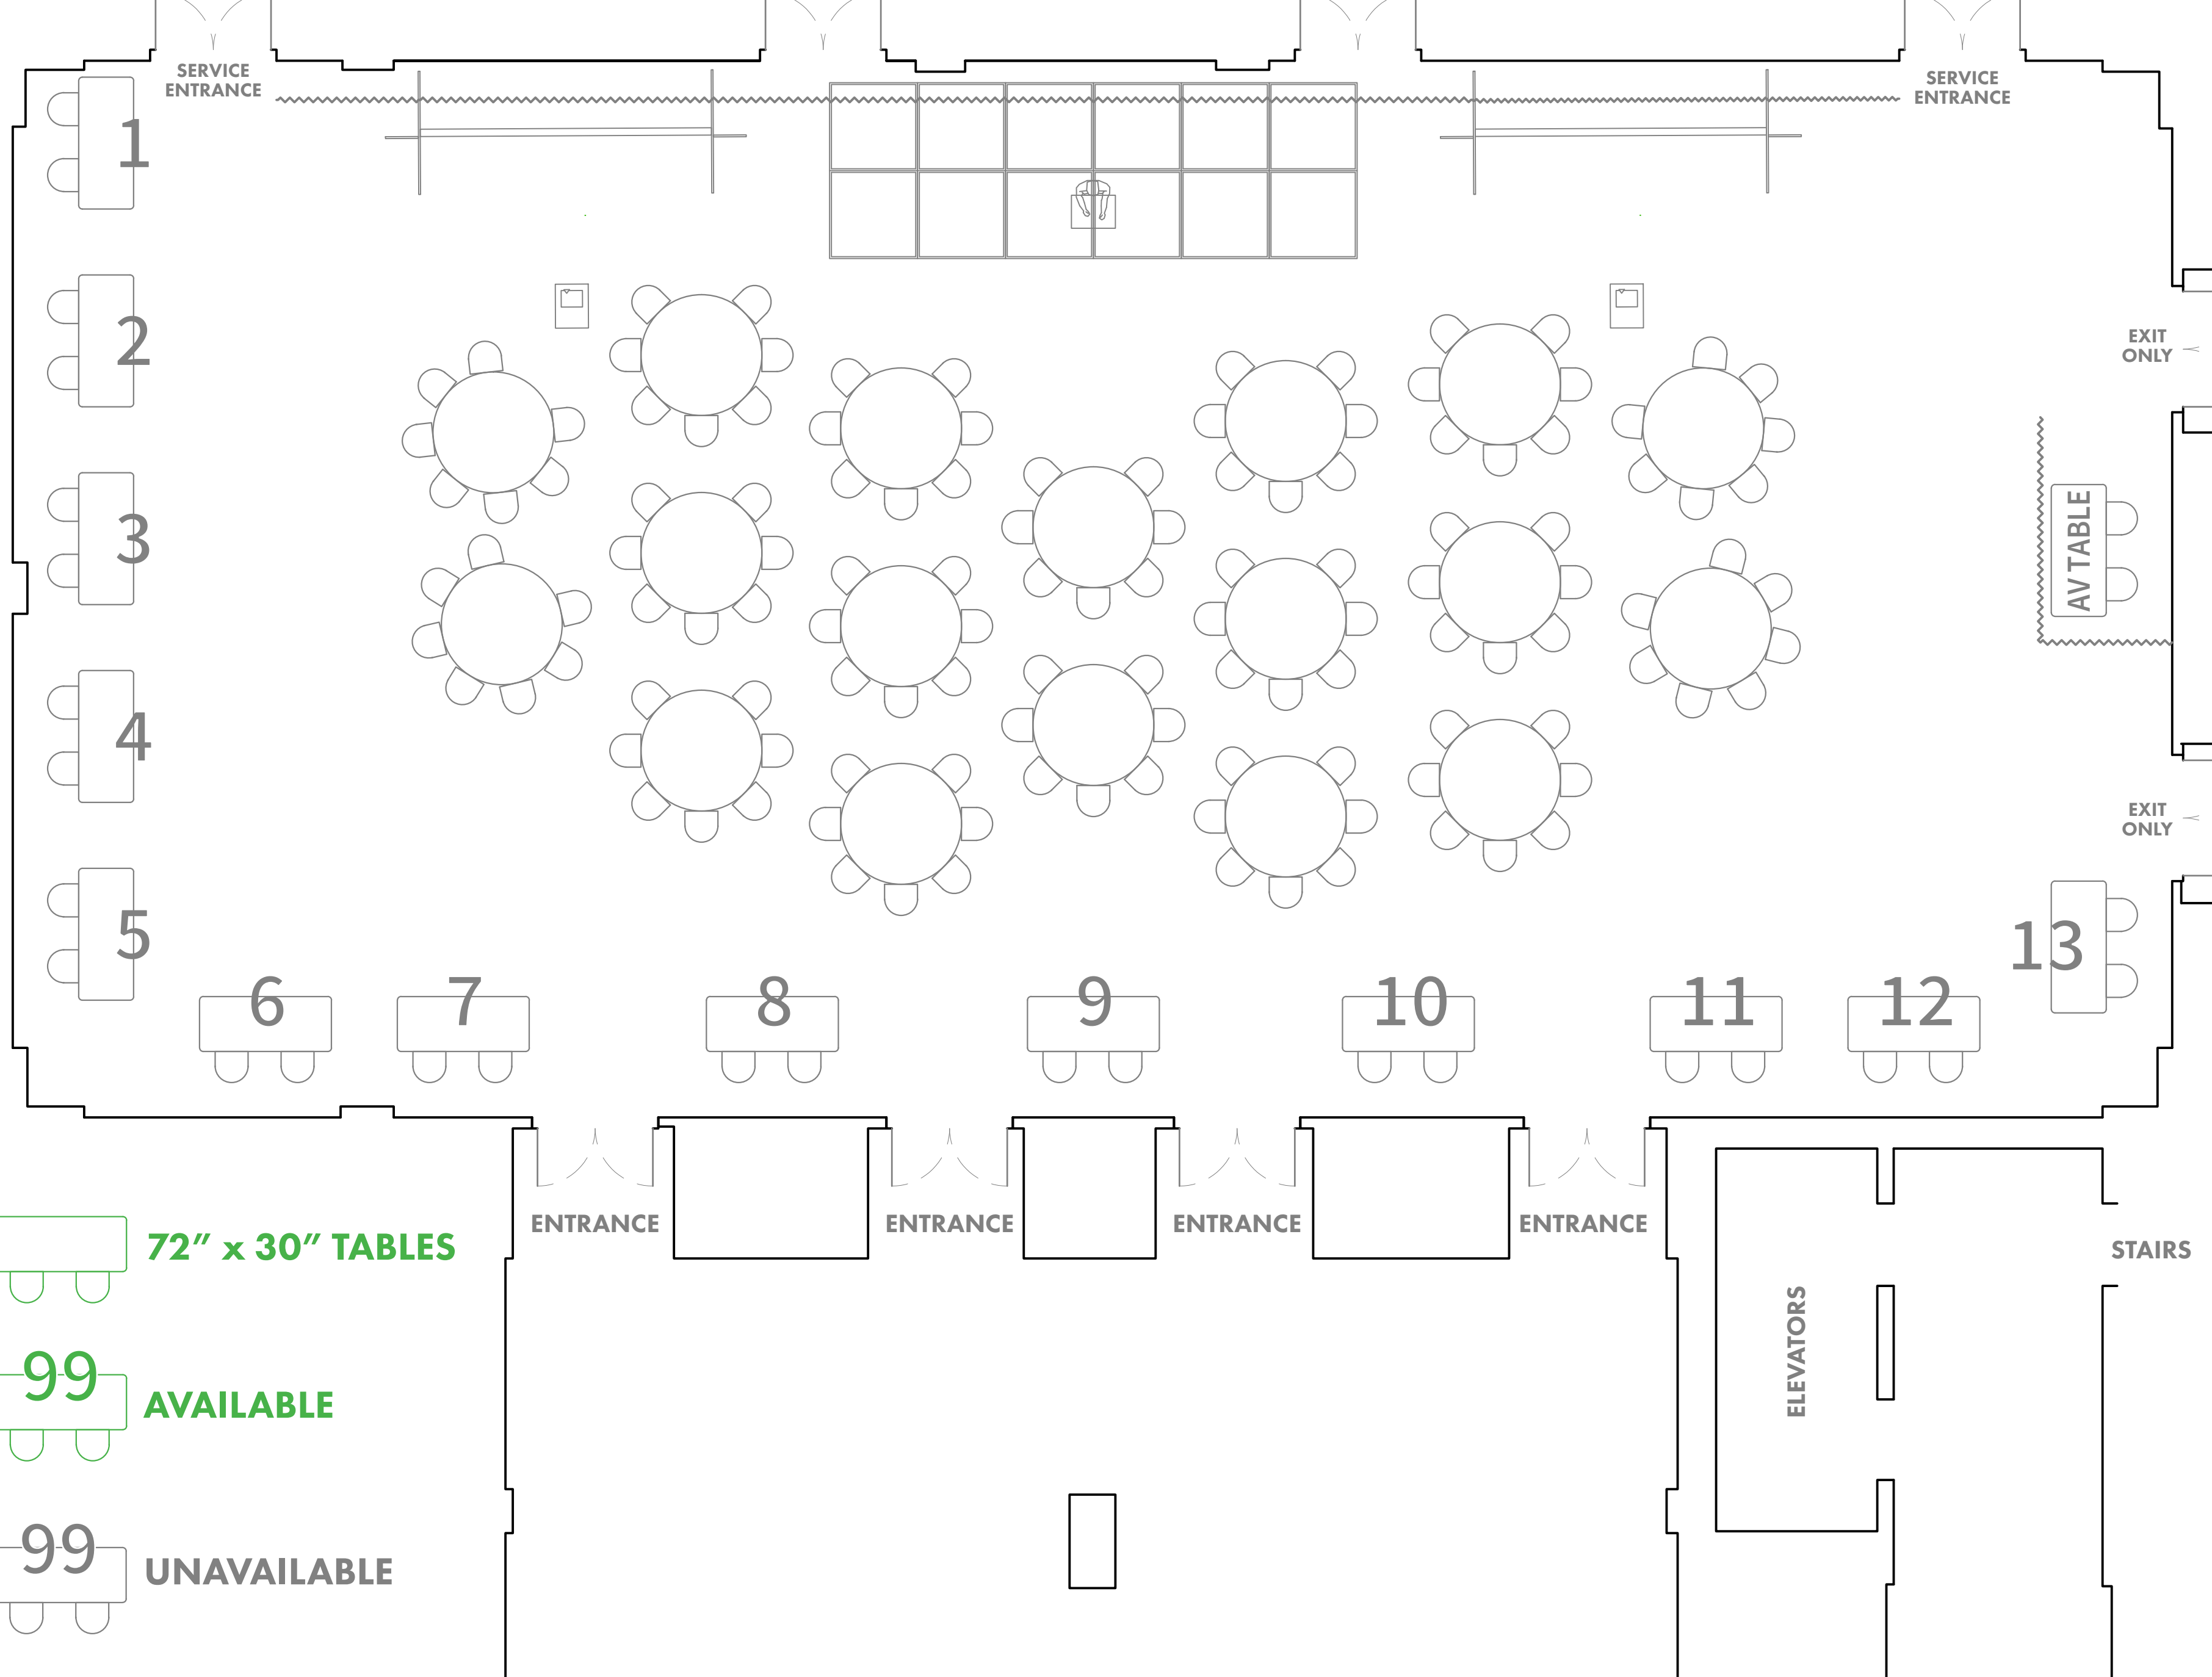 SERVICE
ENTRANCE
SERVICE
ENTRANCE
1
2
3
4
5
6
7
8
9
10
11
12
13
EXIT
ONLY
AV TABLE
EXIT
ONLY
ENTRANCE
ENTRANCE
ENTRANCE
ENTRANCE
STAIRS
ELEVATORS
72” x 30” TABLES
99
AVAILABLE
99
UNAVAILABLE